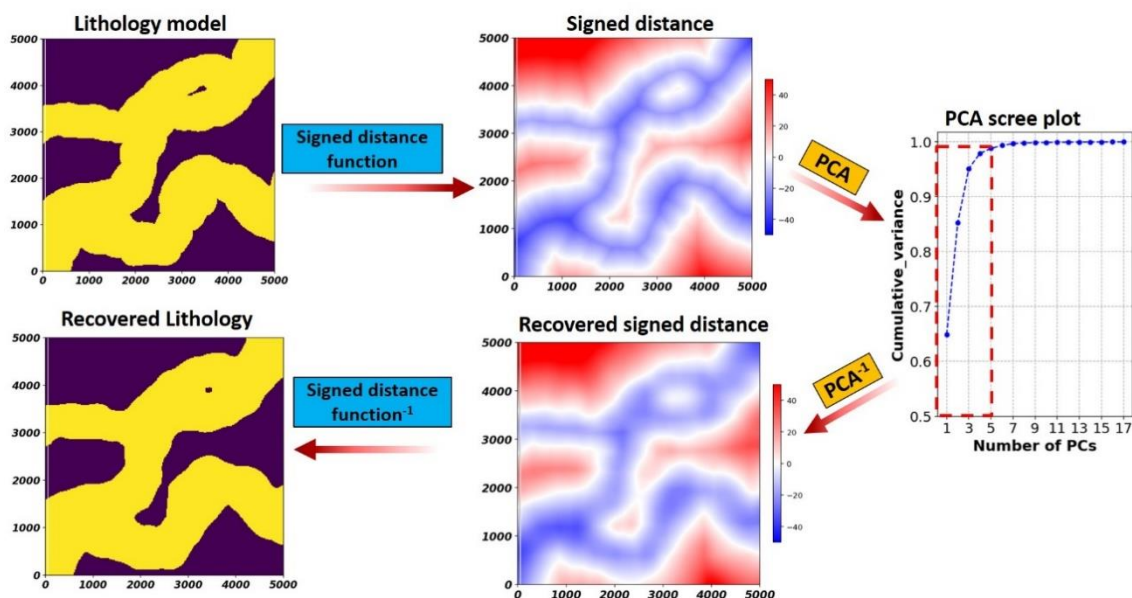 Lithology model
5000
4000
3000
2000
1000
0
0 1000 2000 3000 4000 5000
Signed distance function
Signed distance
5000
4000
3000
2000
1000
0
0 1000 2000 3000 4000 5000
40
20
0
−20
−40
PCA
PCA scree plot
Cumulative_variance
1.0
0.9
0.8
0.7
0.6
0.5
1 3 5 7 9 11 13 15 17
Number of PCs
Recovered Lithology
5000
4000
3000
2000
1000
0
0 1000 2000 3000 4000 5000
Signed distance
function-1
Recovered signed distance
5000
4000
3000
2000
1000
0
0 1000 2000 3000 4000 5000
40
20
0
−20
−40
PCA-1